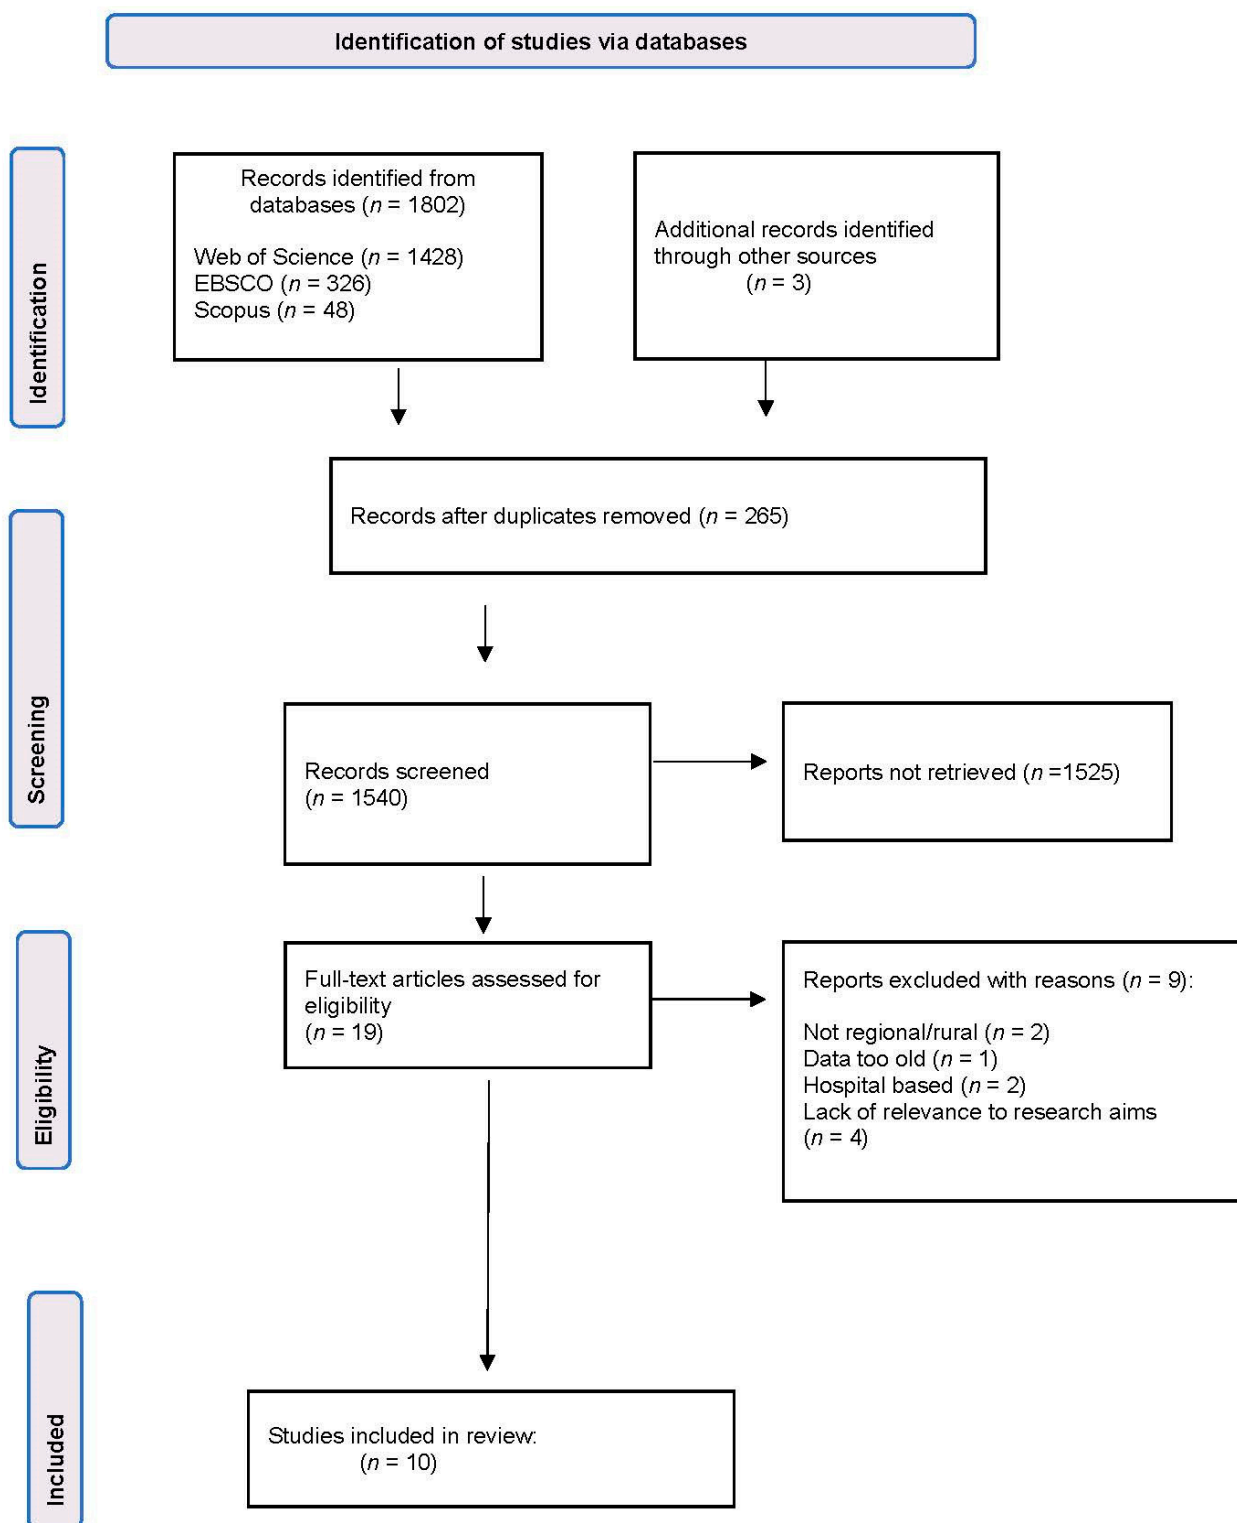 Identification of studies via databases
Identification
Records identified from
databases (n = 1802)
Web of Science (n = 1428)
EBSCO (n = 326)
Scopus (n = 48)
Additional records identified
through other sources
(n = 3)
Records after duplicates removed (n = 265)
Screening
Records screened
(n = 1540)
Reports not retrieved (n =1525)
Eligibility
Full-text articles assessed for
eligibility
(n = 19)
Reports excluded with reasons (n = 9):
Not regional/rural (n = 2)
Data too old (n = 1)
Hospital based (n = 2)
Lack of relevance to research aims
(n = 4)
Included
Studies included in review:
(n = 10)